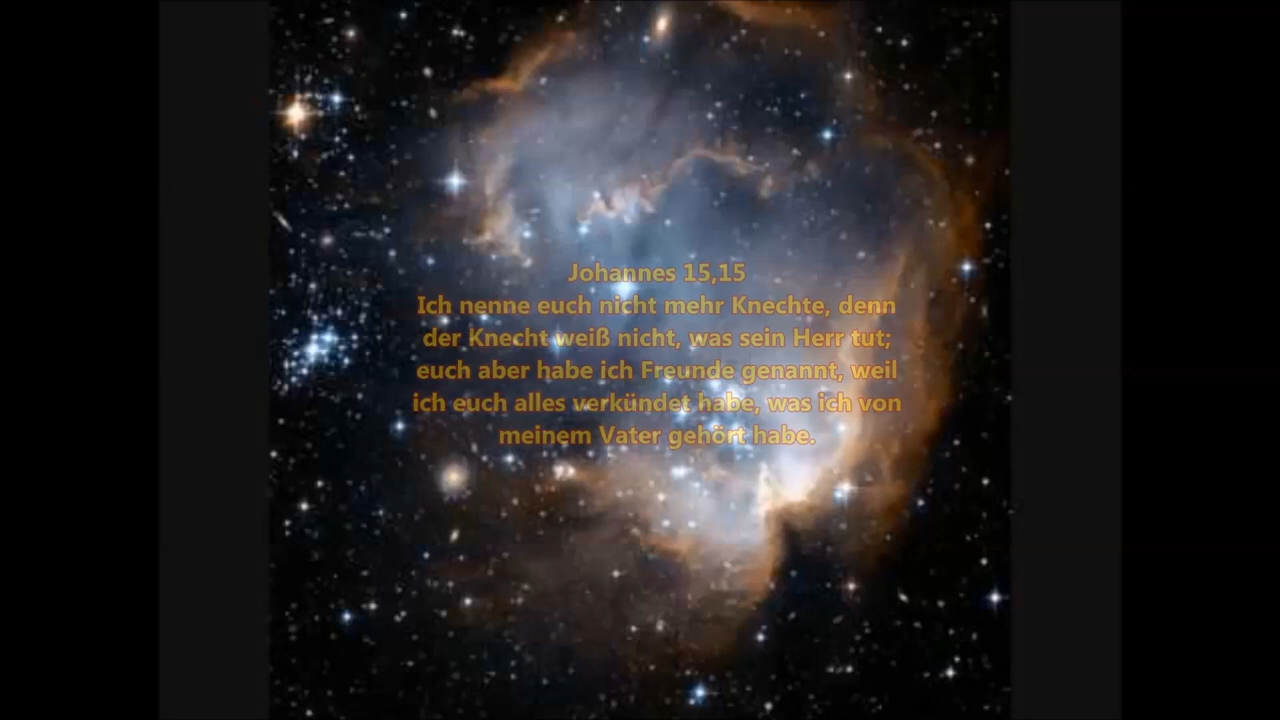 Johannes 15,15
Ich nenne euch nicht mehr Knechte, denn
der Knecht weiß nicht, was sein Herr tut;
euch aber habe ich Freunde genannt, weil
ich euch alles verkündet habe, was ich von
meinem Vater gehört habe.